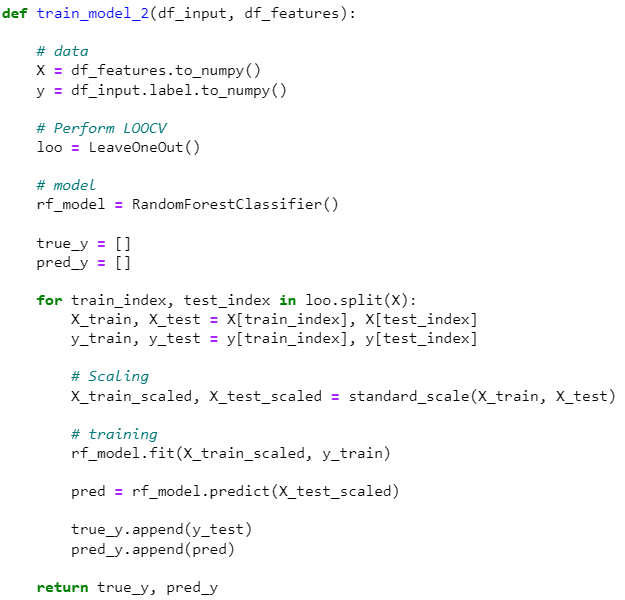 def train_model_2(df_input, df_features):
# data
X = df_features.to_numpy()
y = df_input.label.to_numpy()
# Perform LOOCV
loo = LeaveOneOut()
# model
rf_model = RandomForestClassifier()
true_y = []
pred_y = []
for train_index, test_index in loo.split(X):
X_train, X_test = X[train_index], X[test_index]
y_train, y_test = y[train_index], y[test_index]
# Scaling
X_train_scaled, X_test_scaled = standard_scale(X_train, X_test)
# training
rf_model.fit(X_train_scaled, y_train)
pred = rf_model.predict(X_test_scaled)
true_y.append(y_test)
pred_y.append(pred)
return true_y, pred_y